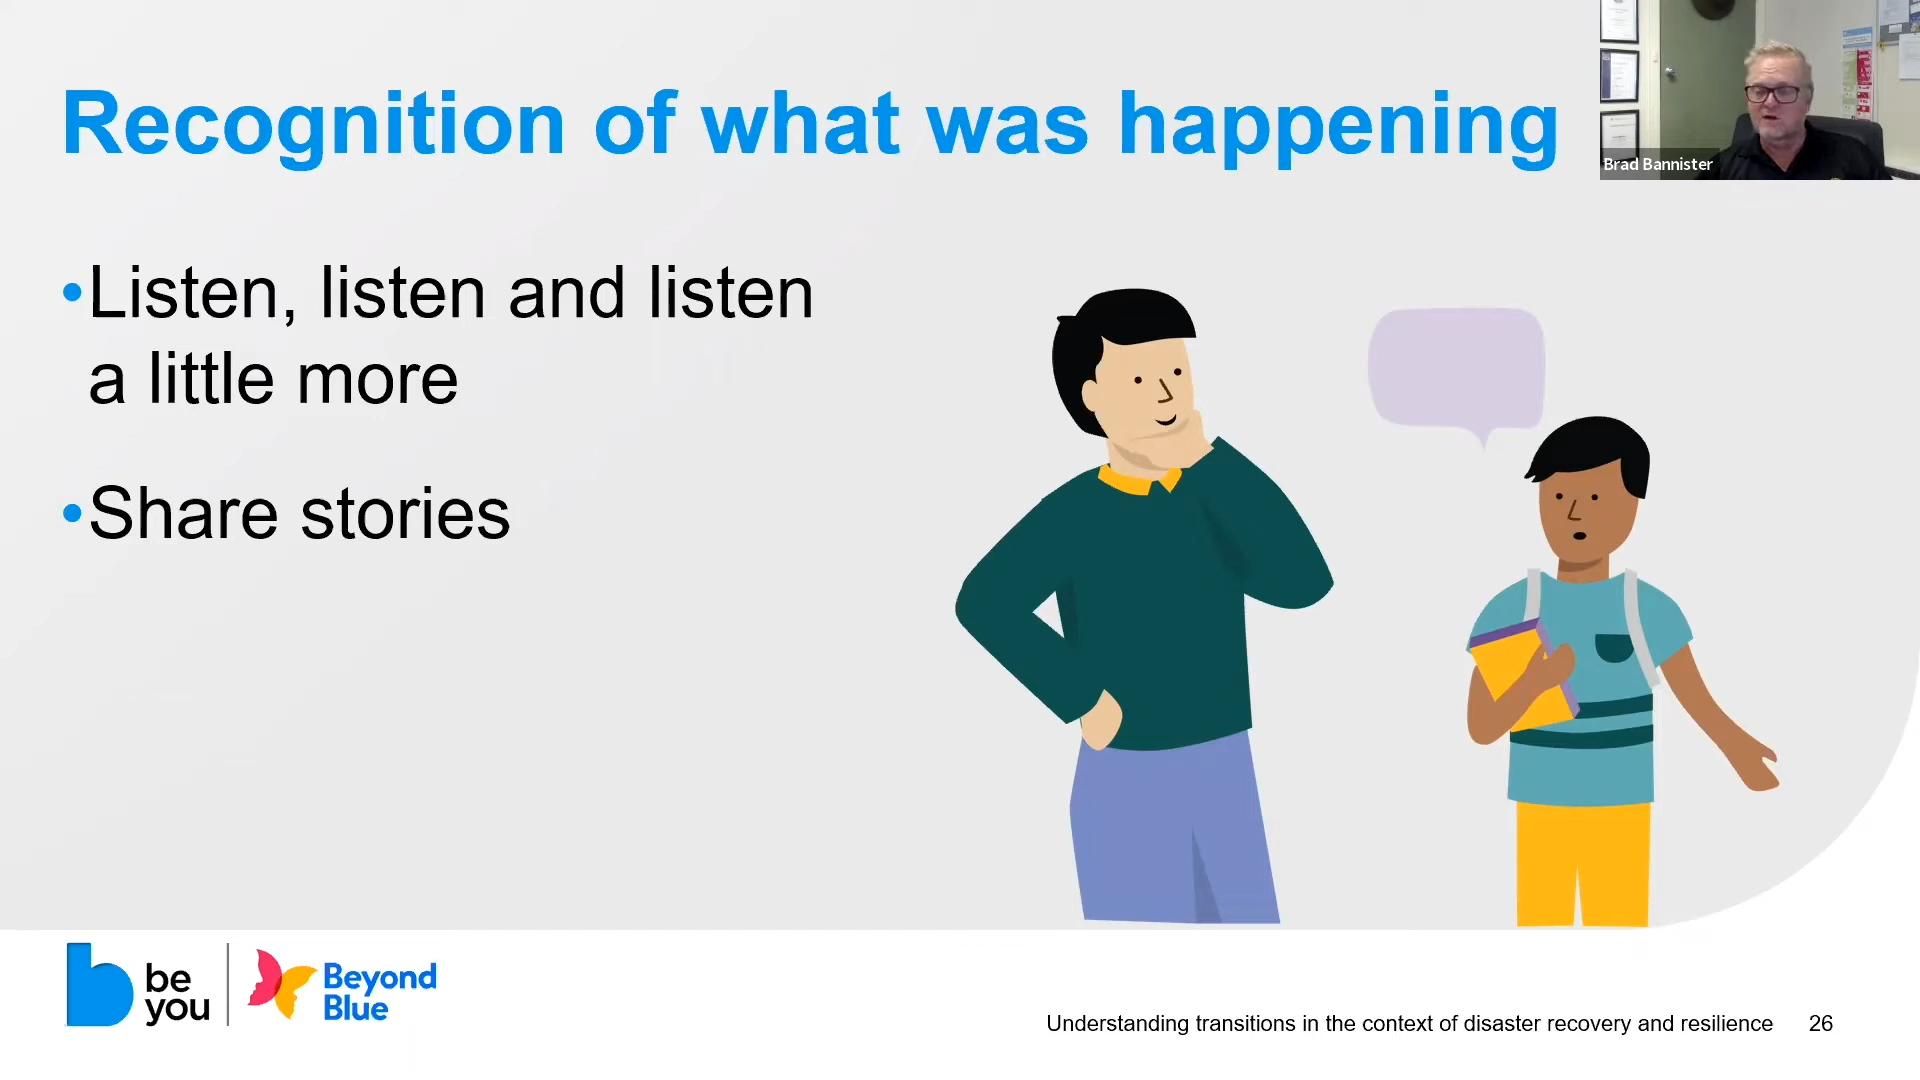 Recognition of what was happening
Brad Bannister
•Listen, listen and listen
a little more
•Share stories
be
you
Beyond
Blue
Understanding transitions in the context of disaster recovery and resilience 26